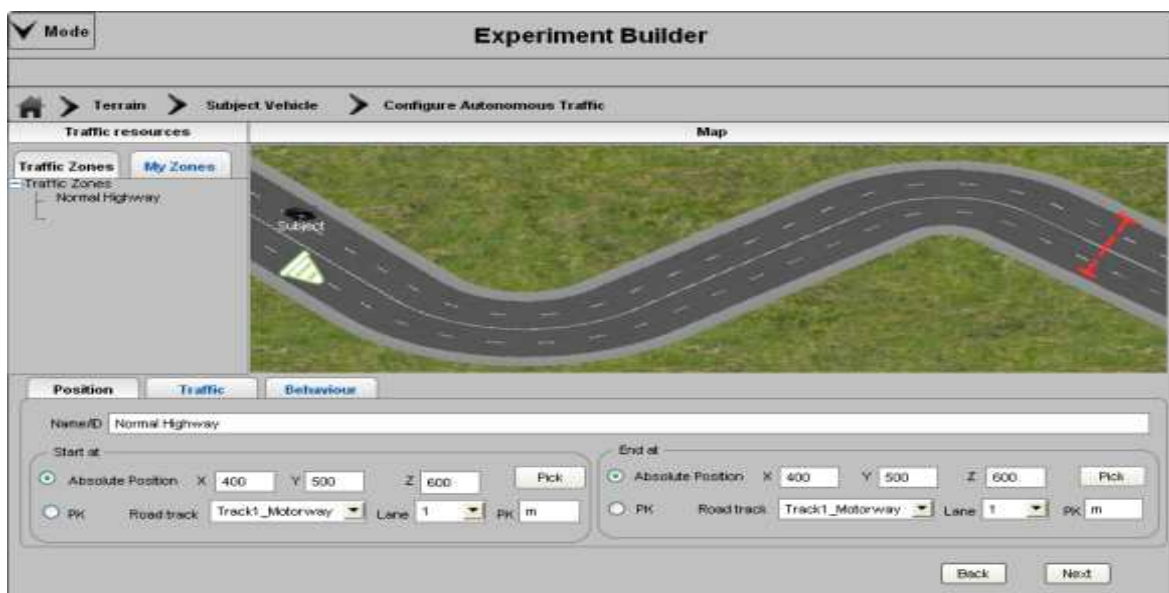 Mode
Experiment Builder
Terrain Subject Vehicle Configure Autonomous Traffic
Traffic resources Map
Traffic Zones My Zones
Traffic Zones
Normal Highway
Subject
Position Traffic Behaviour
Name/ID Normal Highway
Start at End at
Absolute Position X 400 Y 500 Z 600 Pick Absolute Position X 400 Y 500 Z 600 Pick
PK Road track Track1_Motorway Lane 1 PK m PK Road track Track1_Motorway Lane 1 PK m
Back Next